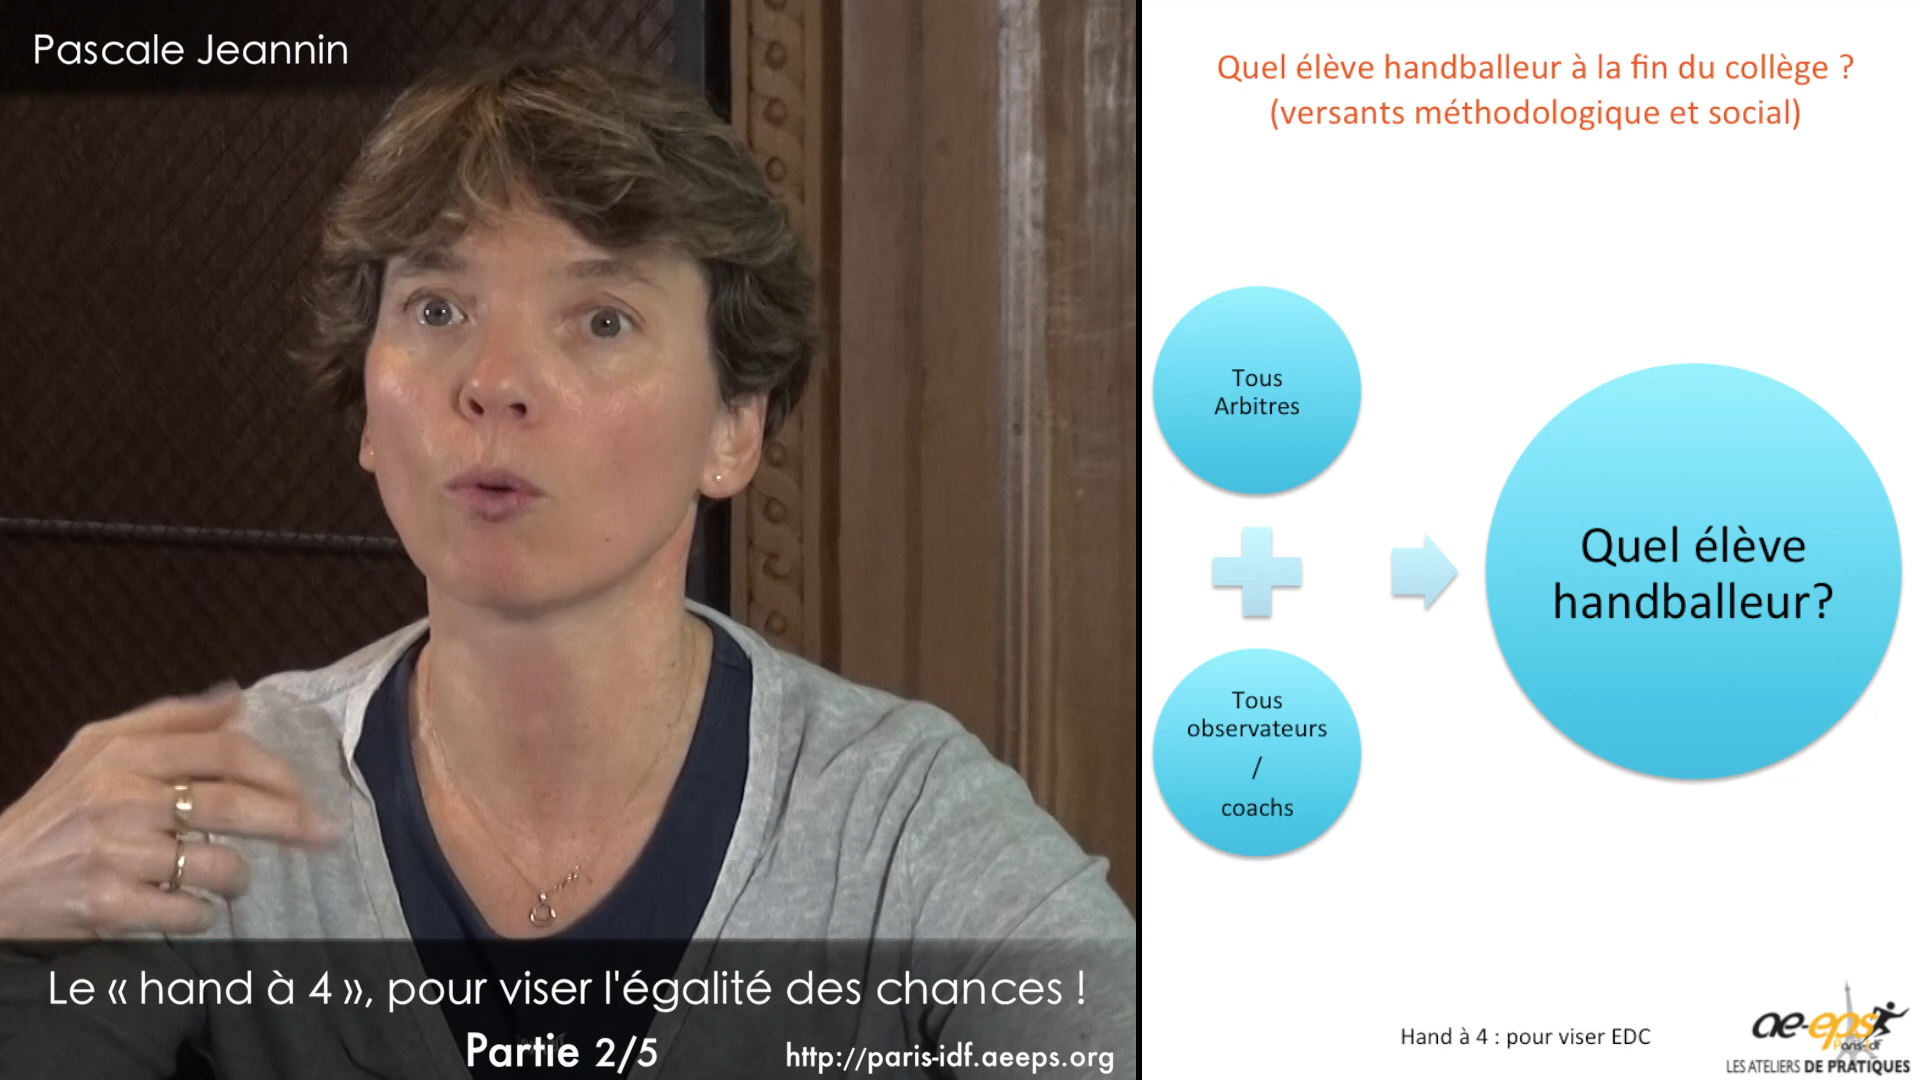 Pascale Jeannin
Le « hand à 4 », pour viser l'égalité des chances !
Partie 2/5
http://paris-idf.aeeps.org
Quel élève handballeur à la fin du collège ?
(versants méthodologique et social)
Tous
Arbitres
Tous
observateurs
/
coachs
Quel élève
handballeur?
Hand à 4 : pour viser EDC
ae-eps
Paris-idf
LES ATELIERS DE PRATIQUES